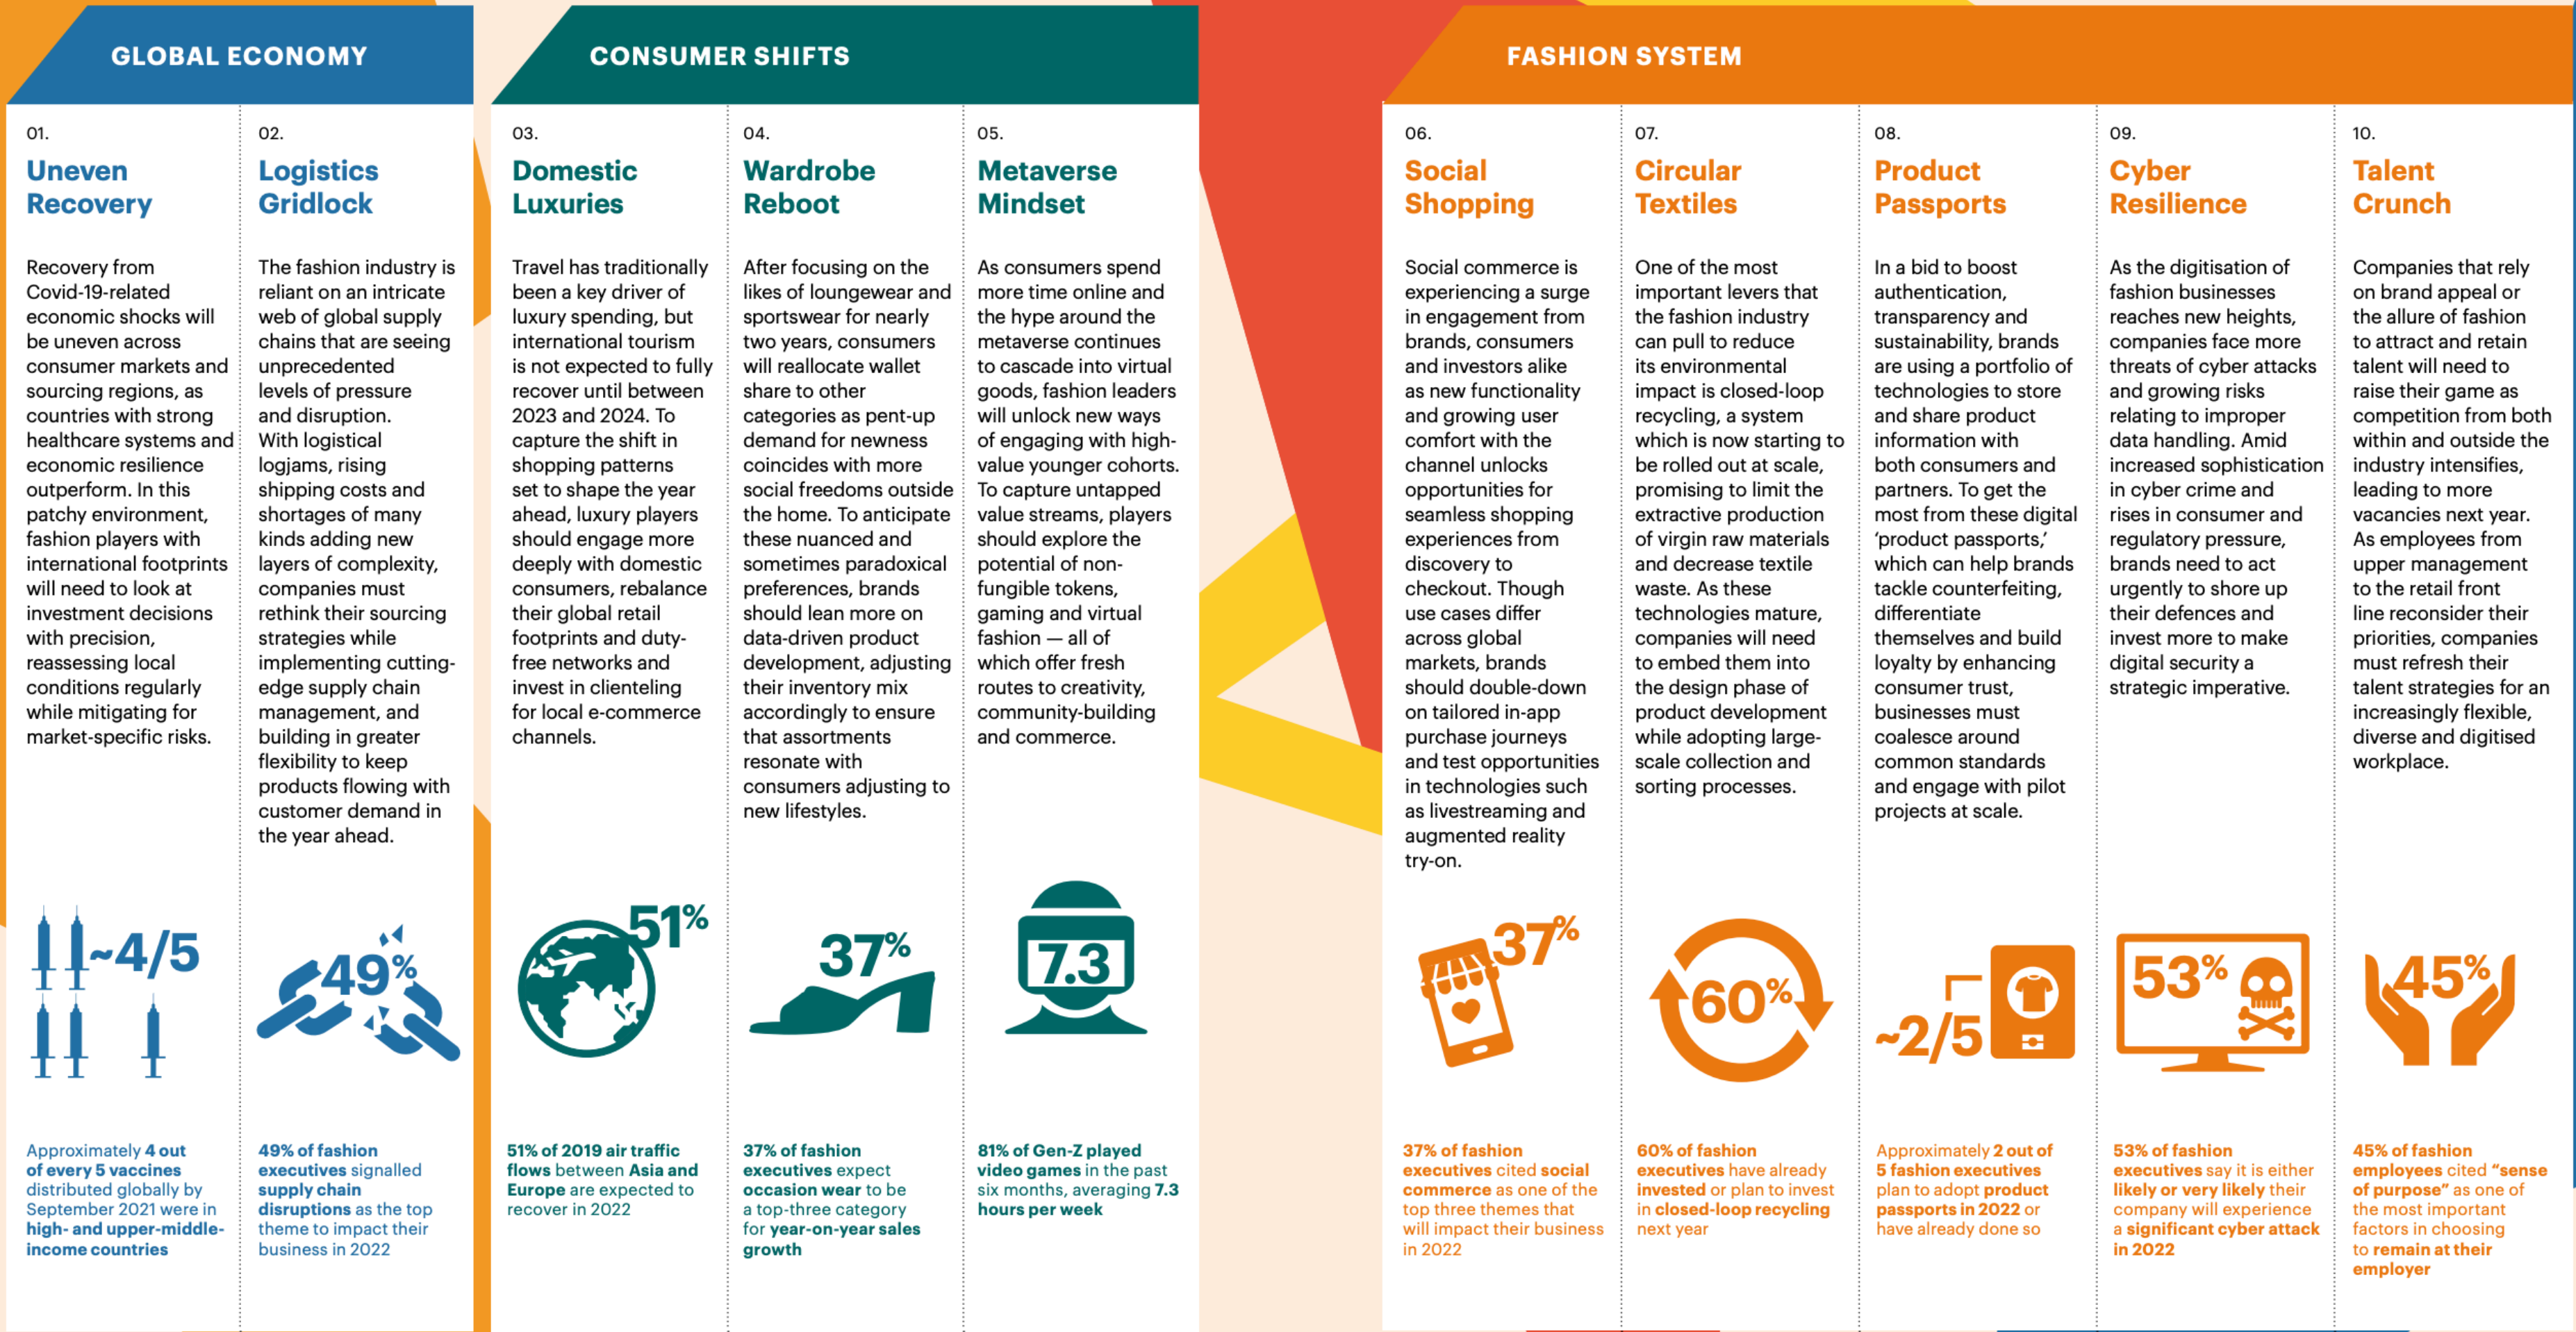 GLOBAL ECONOMY
01.
Uneven
Recovery
Recovery from
Covid-19-related
economic shocks will
be uneven across
consumer markets and
sourcing regions, as
countries with strong
healthcare systems and
economic resilience
outperform. In this
patchy environment,
fashion players with
international footprints
will need to look at
investment decisions
with precision,
reassessing local
conditions regularly
while mitigating for
market-specific risks.
~4/5
Approximately 4 out
of every 5 vaccines
distributed globally by
September 2021 were in
high- and upper-middle-
income countries
02.
Logistics
Gridlock
The fashion industry is
reliant on an intricate
web of global supply
chains that are seeing
unprecedented
levels of pressure
and disruption.
With logistical
logjams, rising
shipping costs and
shortages of many
kinds adding new
layers of complexity,
companies must
rethink their sourcing
strategies while
implementing cutting-
edge supply chain
management, and
building in greater
flexibility to keep
products flowing with
customer demand in
the year ahead.
49%
49% of fashion
executives signalled
supply chain
disruptions as the top
theme to impact their
business in 2022
CONSUMER SHIFTS
03.
Domestic
Luxuries
Travel has traditionally
been a key driver of
luxury spending, but
international tourism
is not expected to fully
recover until between
2023 and 2024. To
capture the shift in
shopping patterns
set to shape the year
ahead, luxury players
should engage more
deeply with domestic
consumers, rebalance
their global retail
footprints and duty-
free networks and
invest in clienteling
for local e-commerce
channels.
51%
51% of 2019 air traffic
flows between Asia and
Europe are expected to
recover in 2022
04.
Wardrobe
Reboot
After focusing on the
likes of loungewear and
sportswear for nearly
two years, consumers
will reallocate wallet
share to other
categories as pent-up
demand for newness
coincides with more
social freedoms outside
the home. To anticipate
these nuanced and
sometimes paradoxical
preferences, brands
should lean more on
data-driven product
development, adjusting
their inventory mix
accordingly to ensure
that assortments
resonate with
consumers adjusting to
new lifestyles.
37%
37% of fashion
executives expect
occasion wear to be
a top-three category
for year-on-year sales
growth
05.
Metaverse
Mindset
As consumers spend
more time online and
the hype around the
metaverse continues
to cascade into virtual
goods, fashion leaders
will unlock new ways
of engaging with high-
value younger cohorts.
To capture untapped
value streams, players
should explore the
potential of non-
fungible tokens,
gaming and virtual
fashion — all of
which offer fresh
routes to creativity,
community-building
and commerce.
7.3
81% of Gen-Z played
video games in the past
six months, averaging 7.3
hours per week
FASHION SYSTEM
06.
Social
Shopping
Social commerce is
experiencing a surge
in engagement from
brands, consumers
and investors alike
as new functionality
and growing user
comfort with the
channel unlocks
opportunities for
seamless shopping
experiences from
discovery to
checkout. Though
use cases differ
across global
markets, brands
should double-down
on tailored in-app
purchase journeys
and test opportunities
in technologies such
as livestreaming and
augmented reality
try-on.
37%
37% of fashion
executives cited social
commerce as one of the
top three themes that
will impact their business
in 2022
07.
Circular
Textiles
One of the most
important levers that
the fashion industry
can pull to reduce
its environmental
impact is closed-loop
recycling, a system
which is now starting to
be rolled out at scale,
promising to limit the
extractive production
of virgin raw materials
and decrease textile
waste. As these
technologies mature,
companies will need
to embed them into
the design phase of
product development
while adopting large-
scale collection and
sorting processes.
60%
60% of fashion
executives have already
invested or plan to invest
in closed-loop recycling
next year
08.
Product
Passports
In a bid to boost
authentication,
transparency and
sustainability, brands
are using a portfolio of
technologies to store
and share product
information with
both consumers and
partners. To get the
most from these digital
‘product passports,’
which can help brands
tackle counterfeiting,
differentiate
themselves and build
loyalty by enhancing
consumer trust,
businesses must
coalesce around
common standards
and engage with pilot
projects at scale.
~2/5
Approximately 2 out of
5 fashion executives
plan to adopt product
passports in 2022 or
have already done so
09.
Cyber
Resilience
As the digitisation of
fashion businesses
reaches new heights,
companies face more
threats of cyber attacks
and growing risks
relating to improper
data handling. Amid
increased sophistication
in cyber crime and
rises in consumer and
regulatory pressure,
brands need to act
urgently to shore up
their defences and
invest more to make
digital security a
strategic imperative.
53%
53% of fashion
executives say it is either
likely or very likely their
company will experience
a significant cyber attack
in 2022
10.
Talent
Crunch
Companies that rely
on brand appeal or
the allure of fashion
to attract and retain
talent will need to
raise their game as
competition from both
within and outside the
industry intensifies,
leading to more
vacancies next year.
As employees from
upper management
to the retail front
line reconsider their
priorities, companies
must refresh their
talent strategies for an
increasingly flexible,
diverse and digitised
workplace.
45%
45% of fashion
employees cited “sense
of purpose” as one of
the most important
factors in choosing
to remain at their
employer